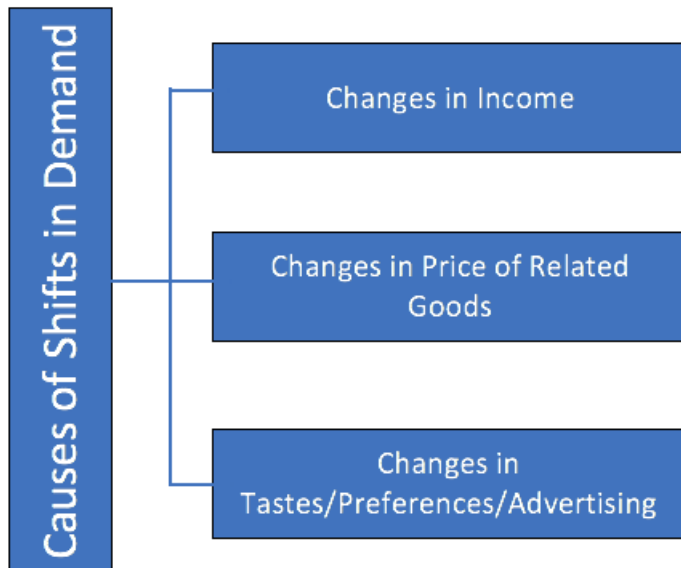 Causes of Shifts in Demand
Changes in Income
Changes in Price of Related
Goods
Changes in
Tastes/Preferences/Advertising